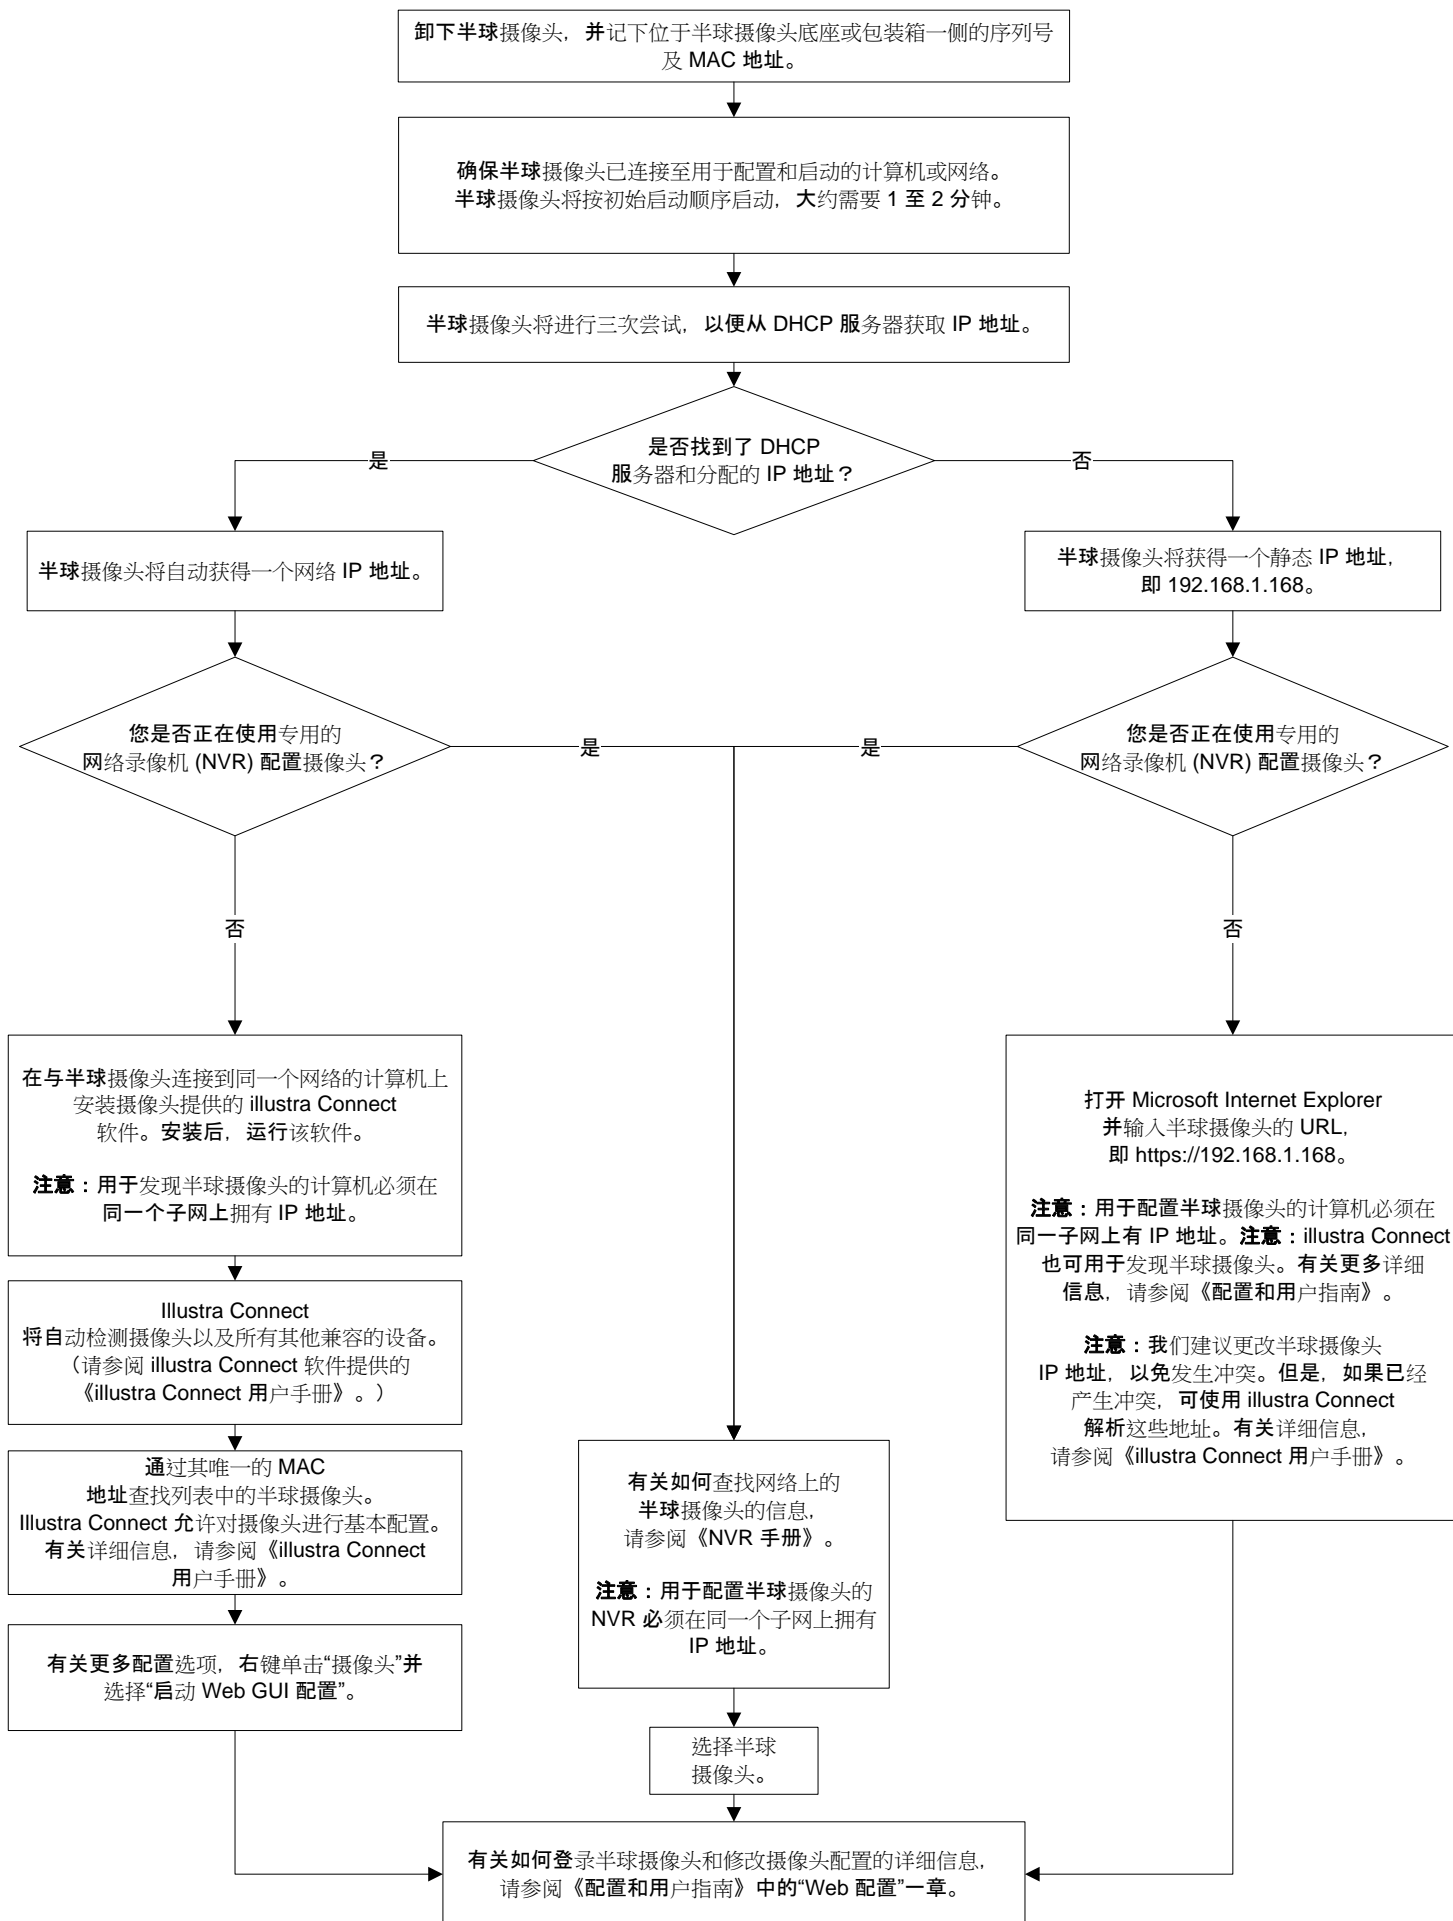 卸下半球摄像头，并记下位于半球摄像头底座或包装箱一侧的序列号
及 MAC 地址。
确保半球摄像头已连接至用于配置和启动的计算机或网络。
半球摄像头将按初始启动顺序启动，大约需要 1 至 2 分钟。
半球摄像头将进行三次尝试，以便从 DHCP 服务器获取 IP 地址。
是否找到了 DHCP
服务器和分配的 IP 地址？
是
否
半球摄像头将自动获得一个网络 IP 地址。
半球摄像头将获得一个静态 IP 地址，
即 192.168.1.168。
您是否正在使用专用的
网络录像机 (NVR) 配置摄像头？
是
是
您是否正在使用专用的
网络录像机 (NVR) 配置摄像头？
否
否
在与半球摄像头连接到同一个网络的计算机上
安装摄像头提供的 illustra Connect
软件。安装后，运行该软件。
注意：用于发现半球摄像头的计算机必须在
同一个子网上拥有 IP 地址。
Illustra Connect
将自动检测摄像头以及所有其他兼容的设备。
（请参阅 illustra Connect 软件提供的
《illustra Connect 用户手册》。）
通过其唯一的 MAC
地址查找列表中的半球摄像头。
Illustra Connect 允许对摄像头进行基本配置。
有关详细信息，请参阅《illustra Connect
用户手册》。
有关更多配置选项，右键单击“摄像头”并
选择“启动 Web GUI 配置”。
有关如何查找网络上的
半球摄像头的信息，
请参阅《NVR 手册》。
注意：用于配置半球摄像头的
NVR 必须在同一个子网上拥有
IP 地址。
选择半球
摄像头。
打开 Microsoft Internet Explorer
并输入半球摄像头的 URL，
即 https://192.168.1.168。
注意：用于配置半球摄像头的计算机必须在
同一子网上有 IP 地址。注意：illustra Connect
也可用于发现半球摄像头。有关更多详细
信息，请参阅《配置和用户指南》。
注意：我们建议更改半球摄像头
IP 地址，以免发生冲突。但是，如果已经
产生冲突，可使用 illustra Connect
解析这些地址。有关详细信息，
请参阅《illustra Connect 用户手册》。
有关如何登录半球摄像头和修改摄像头配置的详细信息，
请参阅《配置和用户指南》中的“Web 配置”一章。